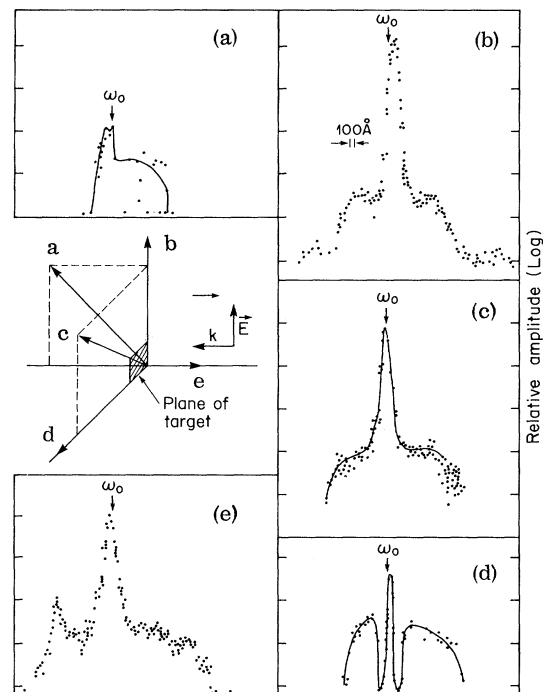 (a)
ω₀
(b)
ω₀
100Å
a
b
c
k
E
e
d
Plane of
target
(c)
ω₀
Relative amplitude (Log)
(e)
ω₀
(d)
ω₀